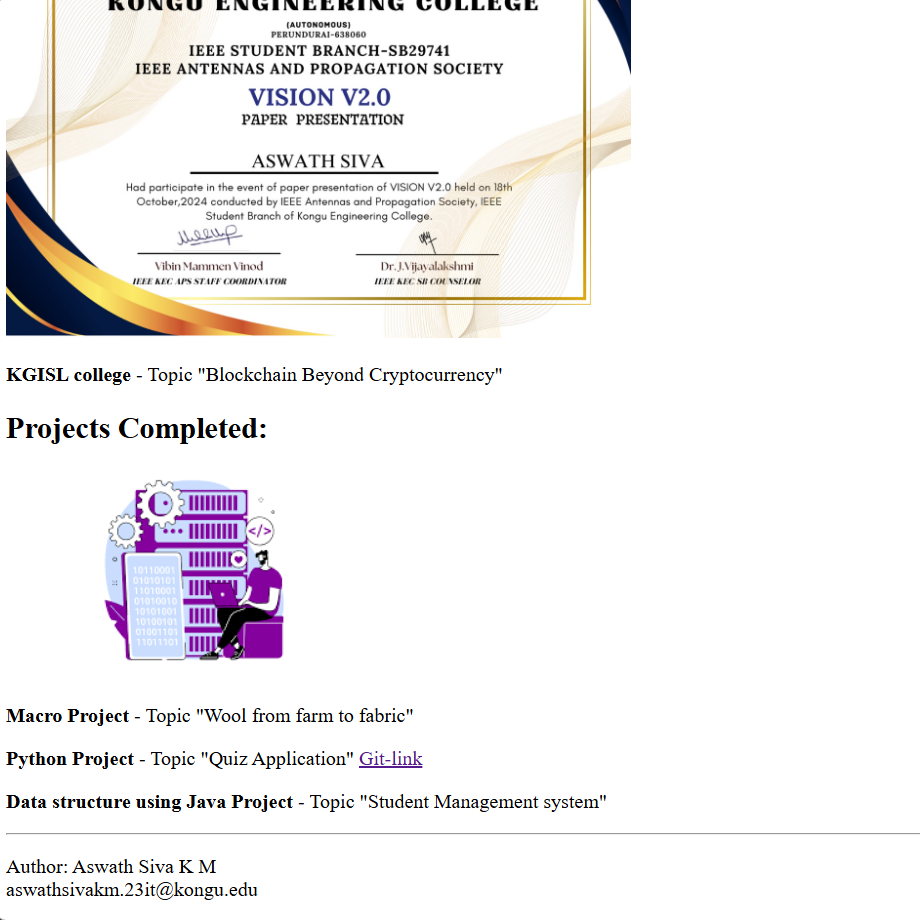 KONGU ENGINEERING COLLEGE
(AUTONOMOUS)
PERUNDURAI-638060
IEEE STUDENT BRANCH-SB29741
IEEE ANTENNAS AND PROPAGATION SOCIETY
VISION V2.0
PAPER PRESENTATION
ASWATH SIVA
Had participate in the event of paper presentation of VISION V2.0 held on 18th
October,2024 conducted by IEEE Antennas and Propagation Society, IEEE
Student Branch of Kongu Engineering College.
Vibin Mammen Vinod
IEEE KEC APS STAFF COORDINATOR
Dr.J.Vijayalakshmi
IEEE KEC SB COUNSELOR
KGISL college - Topic "Blockchain Beyond Cryptocurrency"
Projects Completed:
</>
10110001
01010101
11010001
01010010
10101001
10100101
01001101
11011101
Macro Project - Topic "Wool from farm to fabric"
Python Project - Topic "Quiz Application" Git-link
Data structure using Java Project - Topic "Student Management system"
Author: Aswath Siva K M
aswathsivakm.23it@kongu.edu